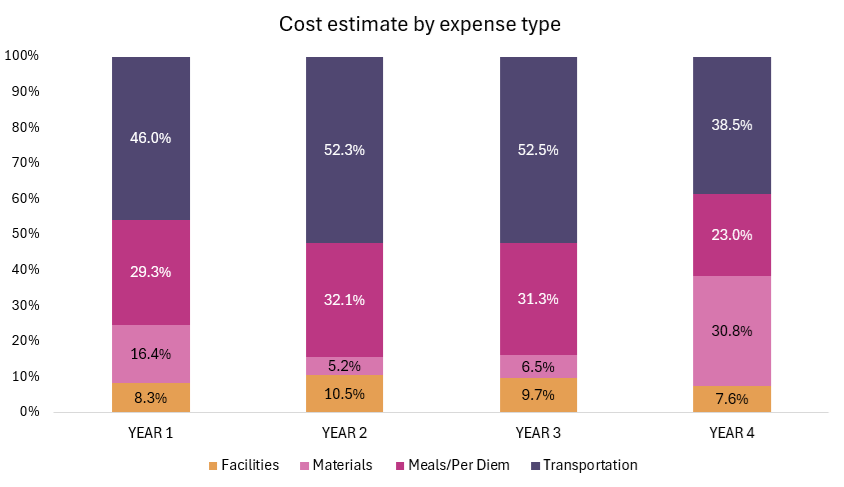 Cost estimate by expense type
100%
90%
80%
70%
60%
50%
40%
30%
20%
10%
0%
46.0% 52.3% 52.5% 38.5%
29.3% 32.1% 31.3% 23.0%
16.4% 5.2% 6.5% 30.8%
8.3% 10.5% 9.7% 7.6%
YEAR 1 YEAR 2 YEAR 3 YEAR 4
Facilities Materials Meals/Per Diem Transportation